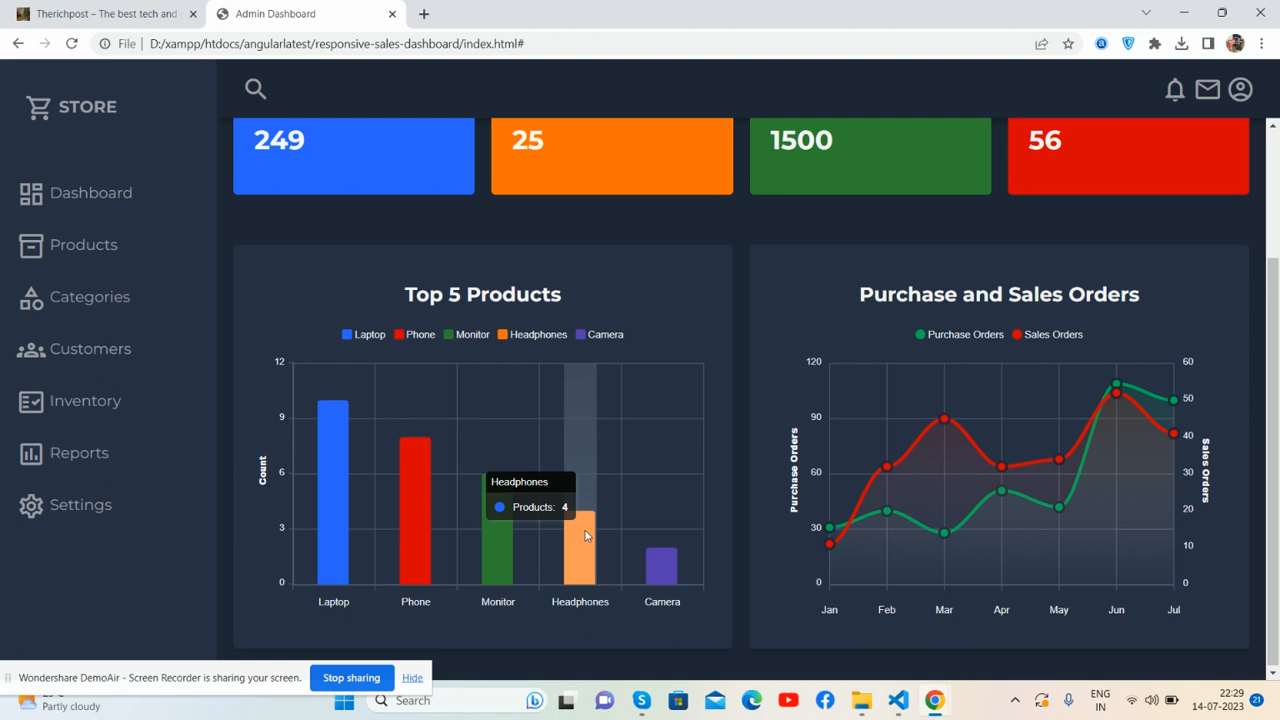 Therichpost – The best tech and
Admin Dashboard
File
D:/xampp/htdocs/angularlatest/responsive-sales-dashboard/index.html#
STORE
Dashboard
Products
Categories
Customers
Inventory
Reports
Settings
249
25
1500
56
Top 5 Products
Laptop Phone Monitor Headphones Camera
12
9
6
3
0
Count
Headphones
Products: 4
Laptop Phone Monitor Headphones Camera
Purchase and Sales Orders
Purchase Orders Sales Orders
120
90
60
30
0
Purchase Orders
60
50
40
30
20
10
0
Sales Orders
Jan Feb Mar Apr May Jun Jul
Wondershare DemoAir - Screen Recorder is sharing your screen.
Stop sharing
Hide
Partly cloudy
Search
ENG
IN
22:29
14-07-2023
21